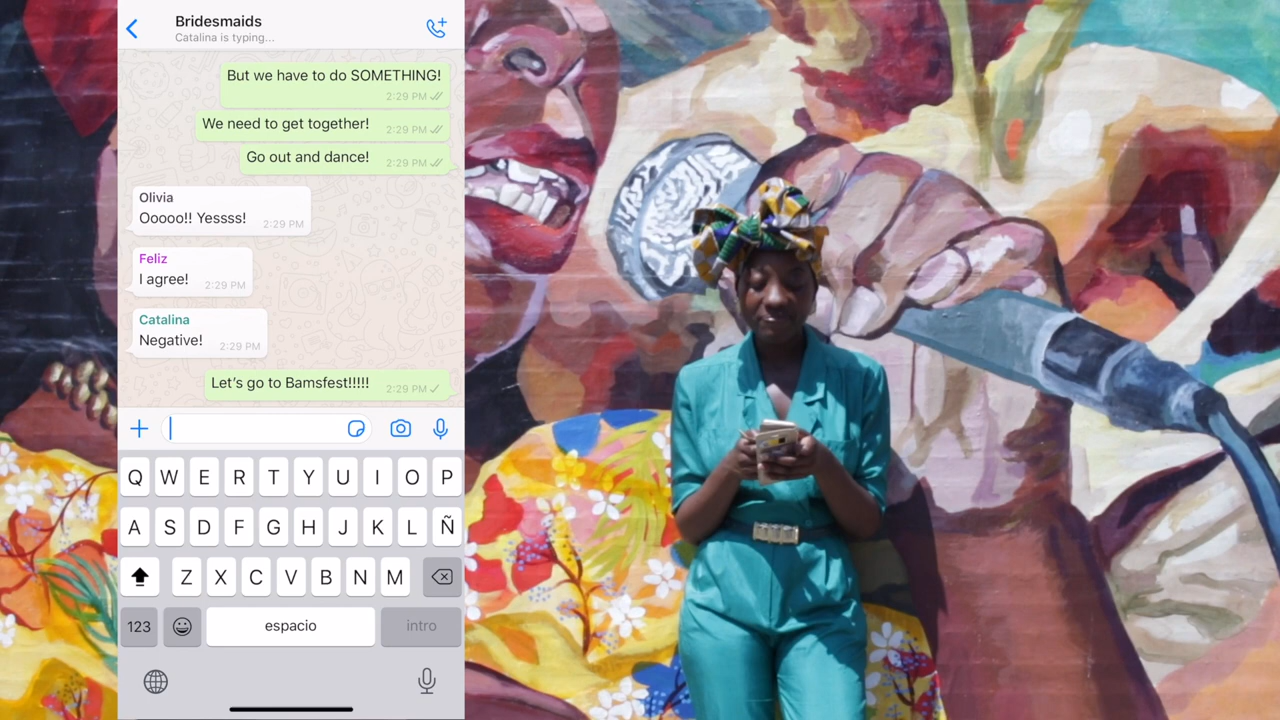 Bridesmaids
Catalina is typing...
But we have to do SOMETHING!
2:29 PM
We need to get together! 2:29 PM
Go out and dance! 2:29 PM
Olivia
Ooooo!! Yessss! 2:29 PM
Feliz
I agree! 2:29 PM
Catalina
Negative! 2:29 PM
Let's go to Bamsfest!!!!! 2:29 PM
Q W E R T Y U I O P
A S D F G H J K L Ñ
Z X C V B N M
123 espacio intro